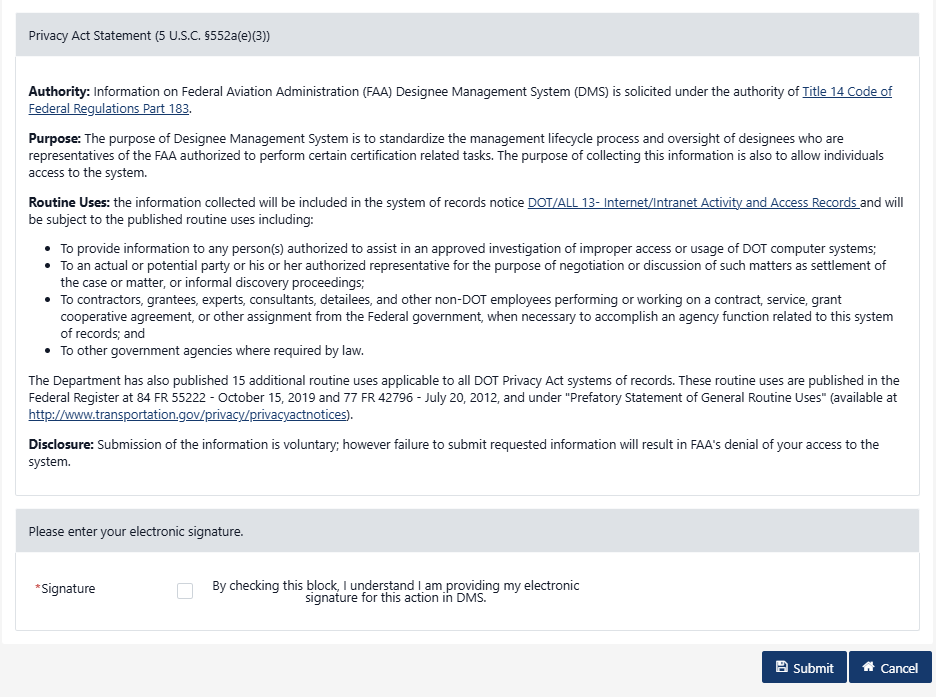 Privacy Act Statement (5 U.S.C. §552a(e)(3))
Authority: Information on Federal Aviation Administration (FAA) Designee Management System (DMS) is solicited under the authority of Title 14 Code of
Federal Regulations Part 183.
Purpose: The purpose of Designee Management System is to standardize the management lifecycle process and oversight of designees who are
representatives of the FAA authorized to perform certain certification related tasks. The purpose of collecting this information is also to allow individuals
access to the system.
Routine Uses: the information collected will be included in the system of records notice DOT/ALL 13- Internet/Intranet Activity and Access Records and will
be subject to the published routine uses including:
• To provide information to any person(s) authorized to assist in an approved investigation of improper access or usage of DOT computer systems;
• To an actual or potential party or his or her authorized representative for the purpose of negotiation or discussion of such matters as settlement of
the case or matter, or informal discovery proceedings;
• To contractors, grantees, experts, consultants, detailees, and other non-DOT employees performing or working on a contract, service, grant
cooperative agreement, or other assignment from the Federal government, when necessary to accomplish an agency function related to this system
of records; and
• To other government agencies where required by law.
The Department has also published 15 additional routine uses applicable to all DOT Privacy Act systems of records. These routine uses are published in the
Federal Register at 84 FR 55222 - October 15, 2019 and 77 FR 42796 - July 20, 2012, and under "Prefatory Statement of General Routine Uses" (available at
http://www.transportation.gov/privacy/privacyactnotices).
Disclosure: Submission of the information is voluntary; however failure to submit requested information will result in FAA's denial of your access to the
system.
Please enter your electronic signature.
*Signature
By checking this block, I understand I am providing my electronic
signature for this action in DMS.
Submit
Cancel